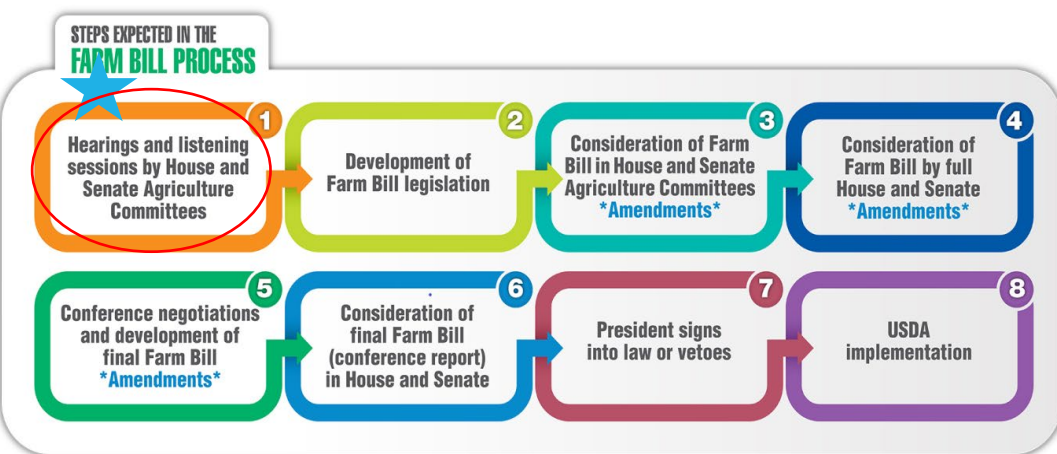 STEPS EXPECTED IN THE
FARM BILL PROCESS
1
Hearings and listening
sessions by House and
Senate Agriculture
Committees
2
Development of
Farm Bill legislation
3
Consideration of Farm
Bill in House and Senate
Agriculture Committees
*Amendments*
4
Consideration of
Farm Bill by full
House and Senate
*Amendments*
5
Conference negotiations
and development of
final Farm Bill
*Amendments*
6
Consideration of
final Farm Bill
(conference report)
in House and Senate
7
President signs
into law or vetoes
8
USDA
implementation